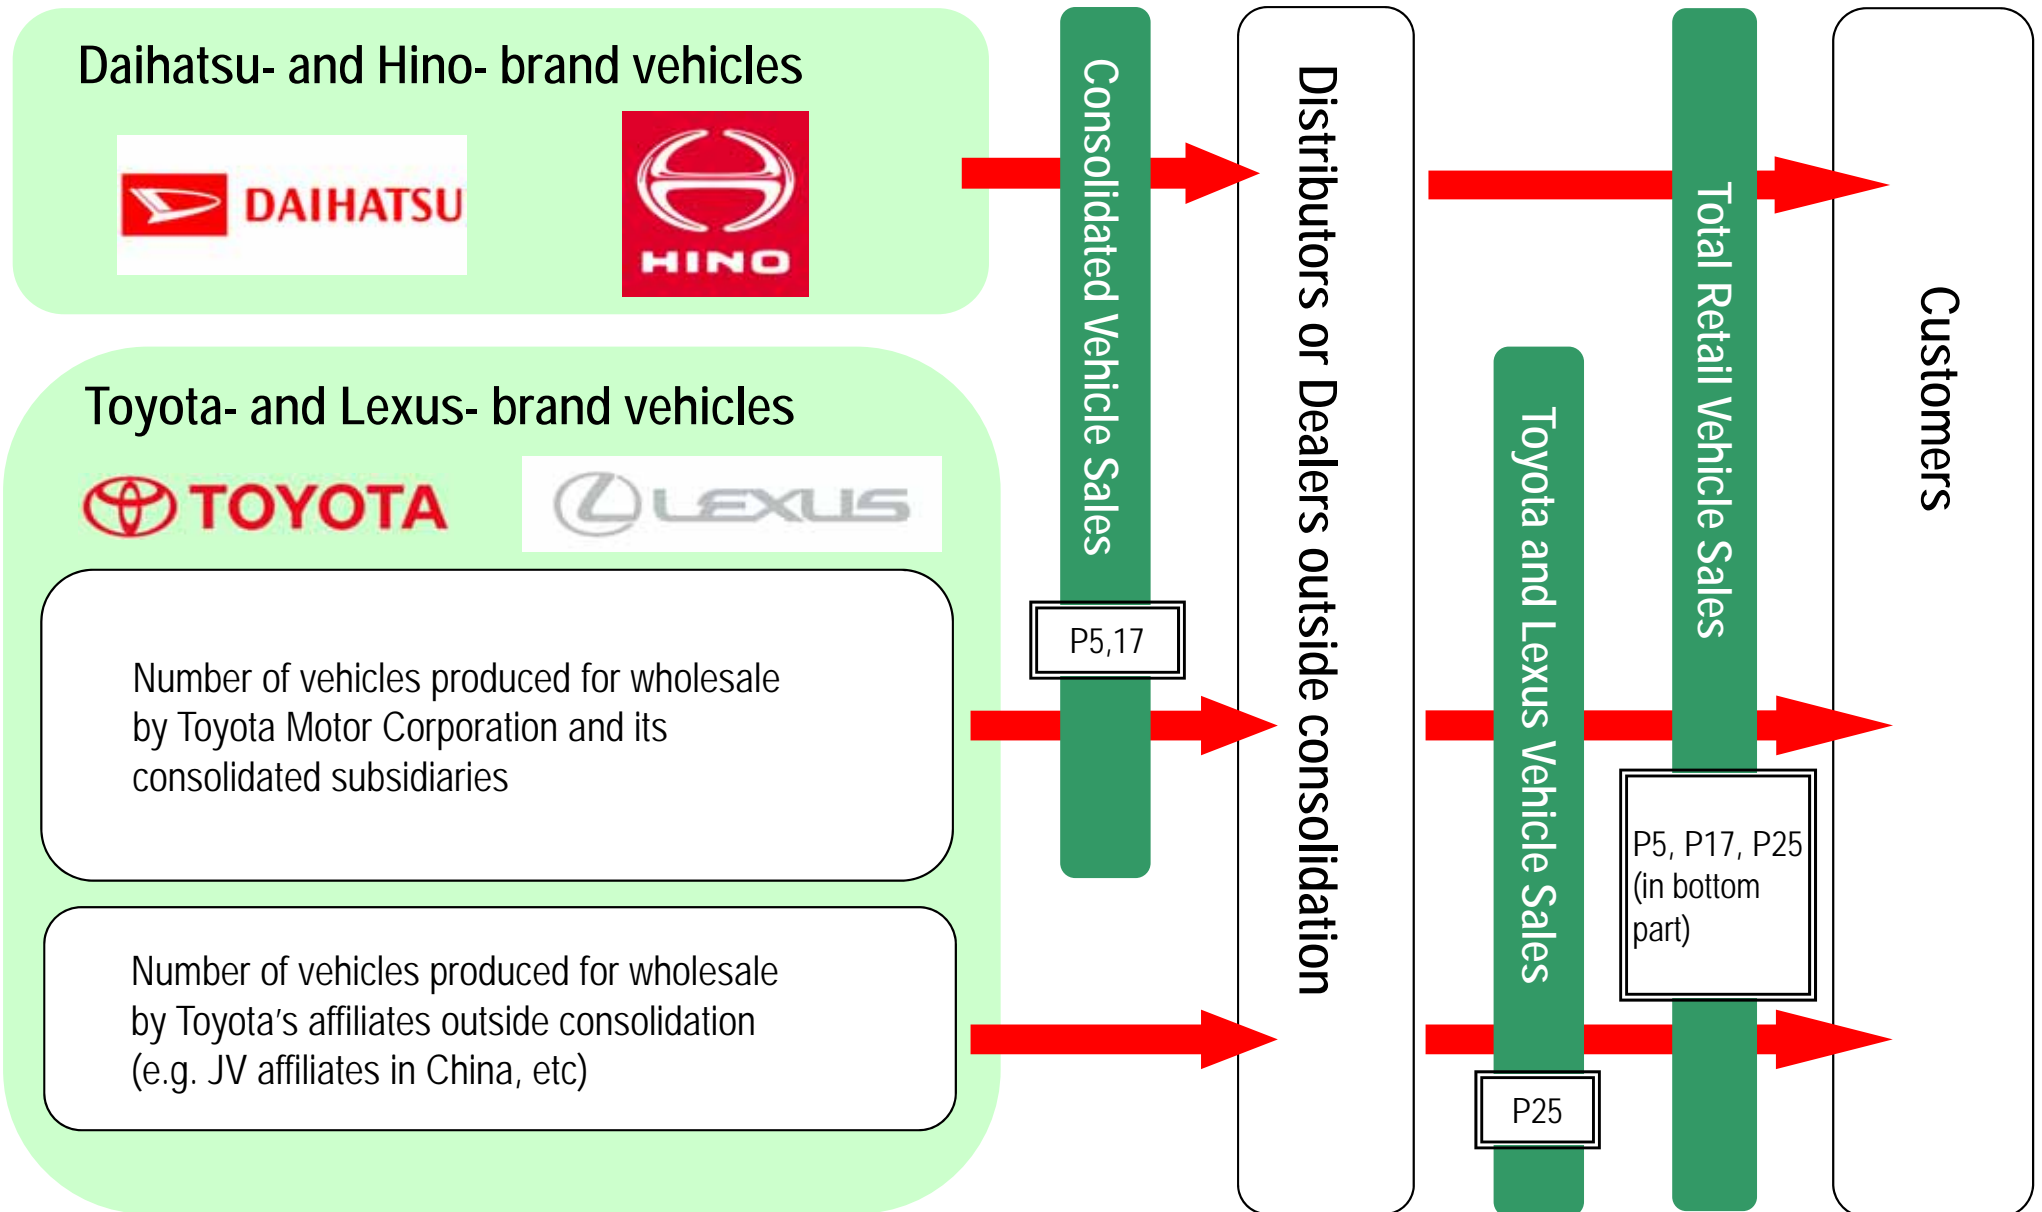 Daihatsu- and Hino- brand vehicles
DAIHATSU
HINO
Toyota- and Lexus- brand vehicles
TOYOTA
LEXUS
Number of vehicles produced for wholesale
by Toyota Motor Corporation and its
consolidated subsidiaries
Number of vehicles produced for wholesale
by Toyota's affiliates outside consolidation
(e.g. JV affiliates in China, etc)
Consolidated Vehicle Sales
P5,17
Distributors or Dealers outside consolidation
Toyota and Lexus Vehicle Sales
P25
Total Retail Vehicle Sales
P5, P17, P25
(in bottom
part)
Customers